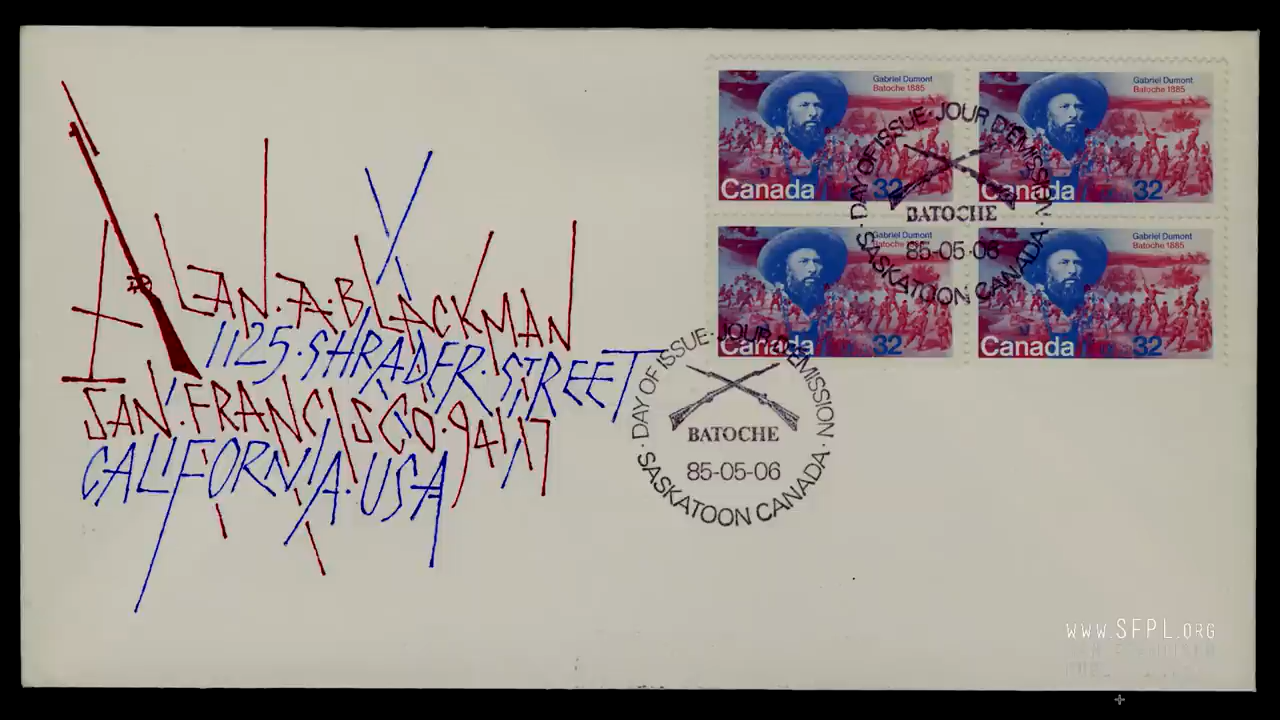 ALAN·A·BLACKMAN
1125·SHRADER·STREET
SAN·FRANCISCO·94117
CALIFORNIA·USA
Gabriel Dumont
Batoche 1885
Canada 32
Gabriel Dumont
Batoche 1885
Canada 32
Gabriel Dumont
Batoche 1885
Canada 32
Gabriel Dumont
Batoche 1885
Canada 32
DAY OF ISSUE·JOUR D'ÉMISSION
BATOCHE
85-05-06
SASKATOON CANADA
DAY OF ISSUE·JOUR D'ÉMISSION
BATOCHE
85-05-06
SASKATOON CANADA
www.SFPL.ORG